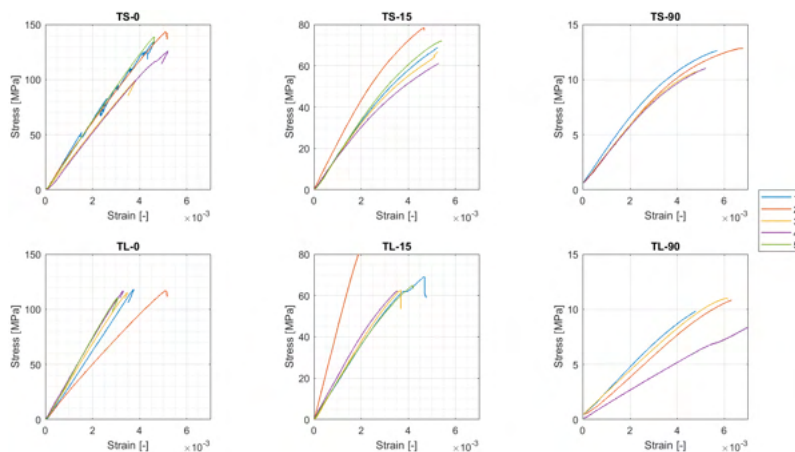 TS-0
TS-15
TS-90
150
100
50
0
Stress [MPa]
0 2 4 6
Strain [-] ×10⁻³
80
60
40
20
0
Stress [MPa]
0 2 4 6
Strain [-] ×10⁻³
15
10
5
0
Stress [MPa]
0 2 4 6
Strain [-] ×10⁻³
TL-0
TL-15
TL-90
150
100
50
0
Stress [MPa]
0 2 4 6
Strain [-] ×10⁻³
80
60
40
20
0
Stress [MPa]
0 2 4 6
Strain [-] ×10⁻³
15
10
5
0
Stress [MPa]
0 2 4 6
Strain [-] ×10⁻³